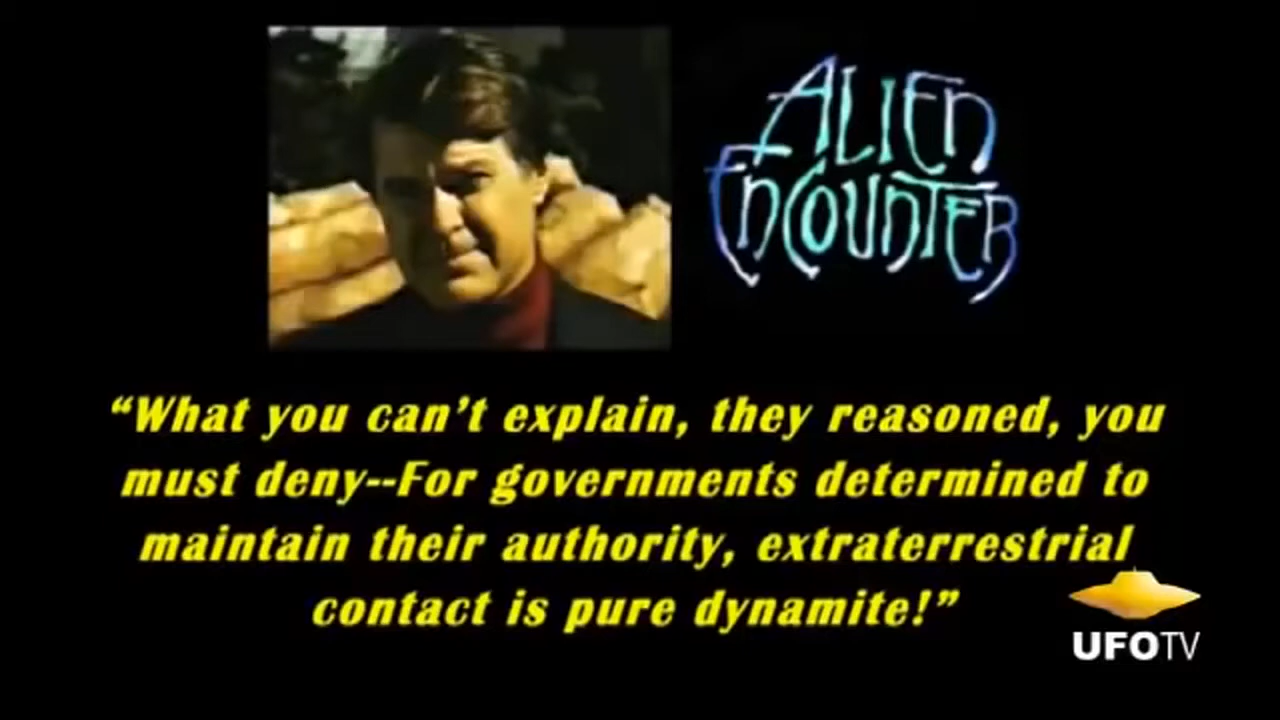 ALIEN
ENCOUNTER
“What you can’t explain, they reasoned, you
must deny--For governments determined to
maintain their authority, extraterrestrial
contact is pure dynamite!”
UFOTV